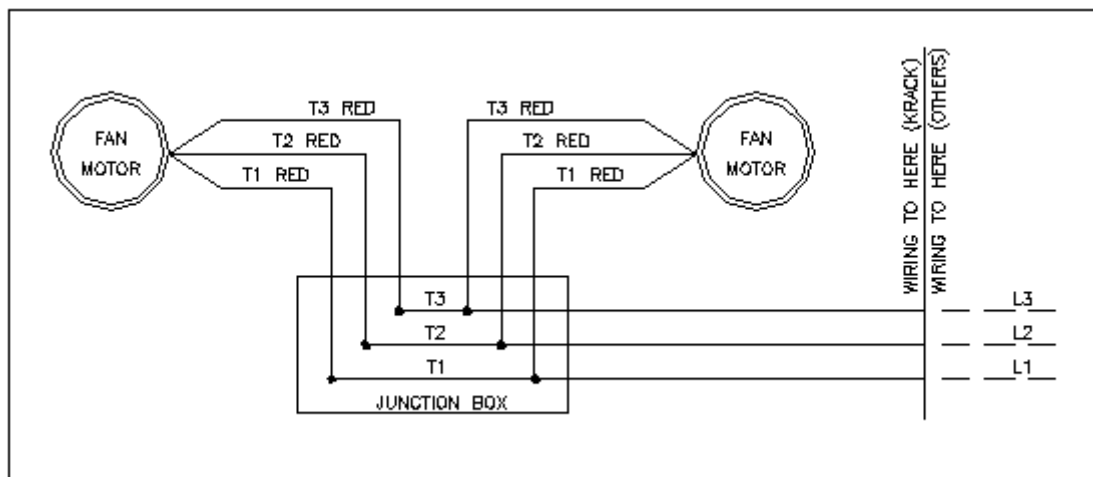 T3 RED
T3 RED
FAN
MOTOR
T2 RED
T2 RED
FAN
MOTOR
T1 RED
T1 RED
WIRING TO HERE (KRACK)
WIRING TO HERE (OTHERS)
T3
L3
T2
L2
T1
L1
JUNCTION BOX